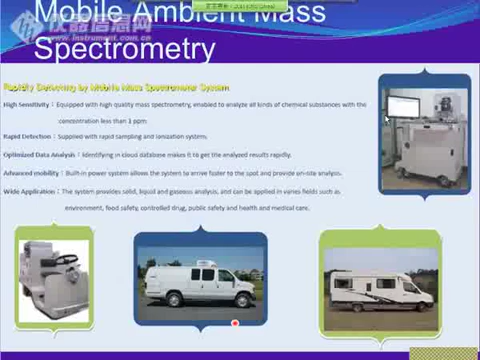 Mobile Ambient Mass
Spectrometry
仪器信息网
www.instrument.com.cn
Rapidly Detecting by Mobile Mass Spectrometer System
High Sensitivity： Equipped with high quality mass spectrometry, enabled to analyze all kinds of chemical substances with the
concentration less than 1 ppm.
Rapid Detection： Supplied with rapid sampling and ionization systems.
Optimized Data Analysis： Identifying in cloud database makes it to get the analyzed results rapidly.
Advanced mobility： Built-in power system allows the system to arrive faster to the spot and provide on-site analysis.
Wide Application： The system provides solid, liquid and gaseous analysis, and can be applied in varies fields such as
environment, food safety, controlled drug, public safety and health and medical care.